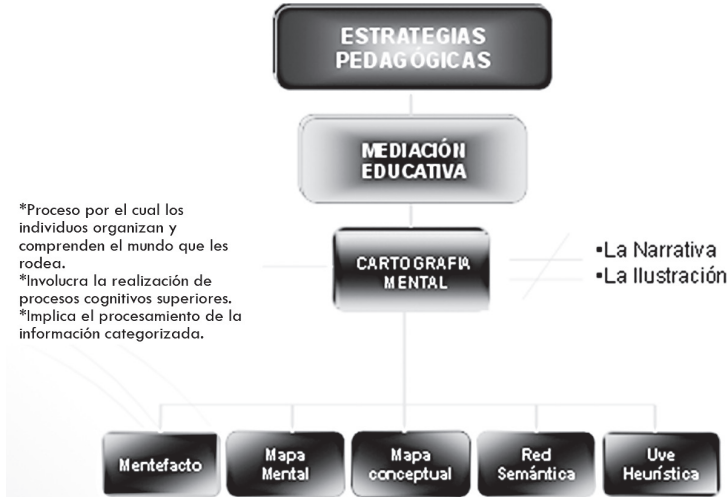 ESTRATEGIAS
PEDAGÓGICAS
MEDIACIÓN
EDUCATIVA
*Proceso por el cual los
individuos organizan y
comprenden el mundo que les
rodea.
*Involucra la realización de
procesos cognitivos superiores.
*Implica el procesamiento de la
información categorizada.
CARTOGRAFIA
MENTAL
▪La Narrativa
▪La Ilustración
Mentefacto
Mapa
Mental
Mapa
conceptual
Red
Semántica
Uve
Heurística